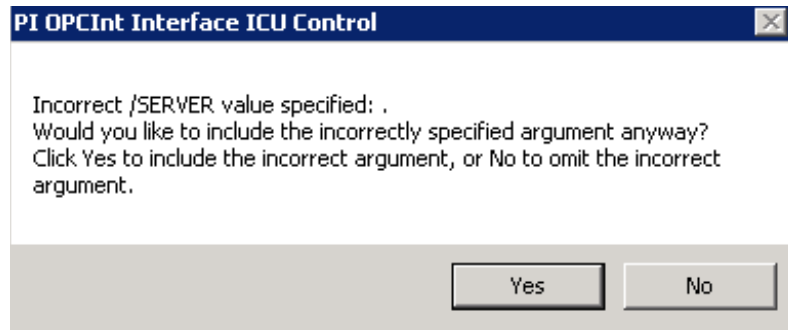 PI OPCInt Interface ICU Control
Incorrect /SERVER value specified: .
Would you like to include the incorrectly specified argument anyway?
Click Yes to include the incorrect argument, or No to omit the incorrect
argument.
Yes No